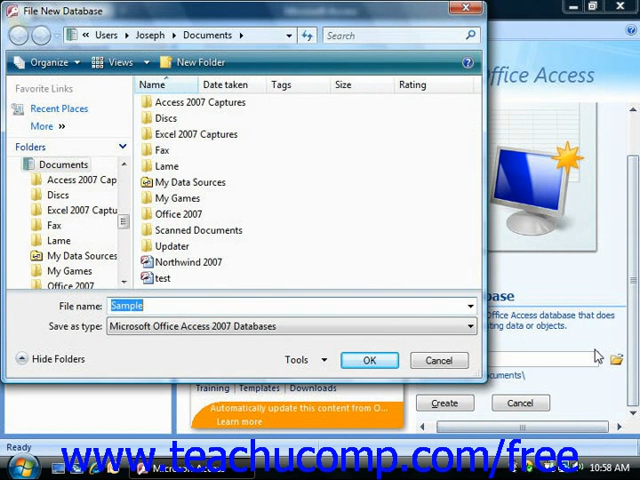 File New Database
Users Joseph Documents
Search
Organize Views New Folder
Favorite Links
Recent Places
More »
Folders
Documents
Access 2007 Cap
Discs
Excel 2007 Captu
Fax
Lame
My Data Sources
My Games
Office 2007
Name Date taken Tags Size Rating
Access 2007 Captures
Discs
Excel 2007 Captures
Fax
Lame
My Data Sources
My Games
Office 2007
Scanned Documents
Updater
Northwind 2007
test
File name: Sample
Save as type: Microsoft Office Access 2007 Databases
Hide Folders
Tools OK Cancel
Office Access
base
Office Access database that does
ting data or objects.
cuments\
Create Cancel
Training Templates Downloads
Automatically update this content from O...
Learn more
Ready
www.teachucomp.com/free
10:58 AM